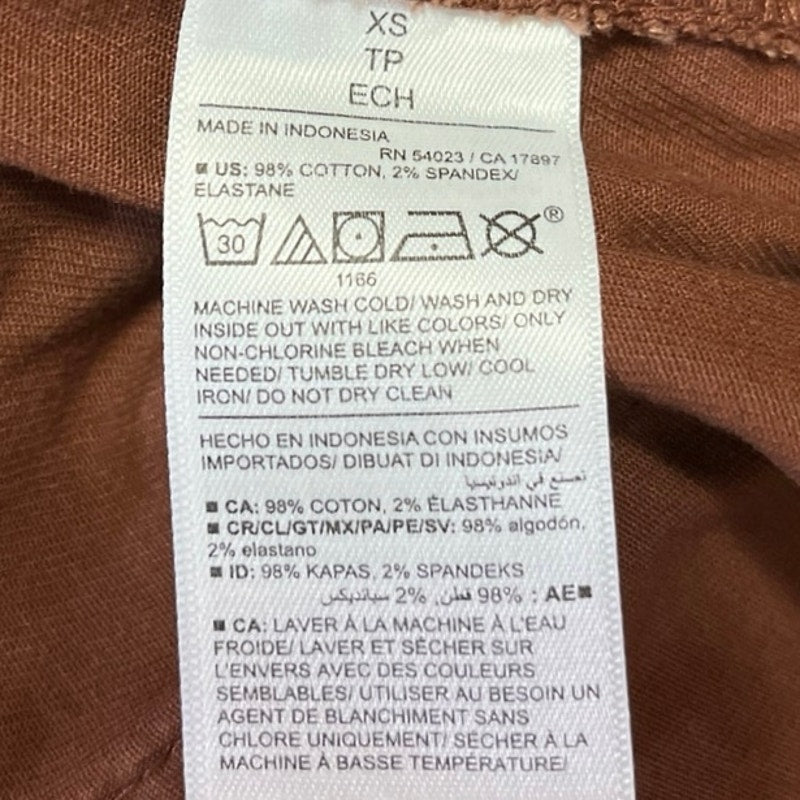 XS
TP
ECH
MADE IN INDONESIA
RN 54023 / CA 17897
US: 98% COTTON, 2% SPANDEX/
ELASTANE
30
®
1166
MACHINE WASH COLD/ WASH AND DRY
INSIDE OUT WITH LIKE COLORS/ ONLY
NON-CHLORINE BLEACH WHEN
NEEDED/ TUMBLE DRY LOW/ COOL
IRON/ DO NOT DRY CLEAN
HECHO EN INDONESIA CON INSUMOS
IMPORTADOS/ DIBUAT DI INDONESIA/
تصنع في اندونيسيا
CA: 98% COTON, 2% ÉLASTHANNE
CR/CL/GT/MX/PA/PE/SV: 98% algodón,
2% elastano
ID: 98% KAPAS, 2% SPANDEKS
AE : 98% قطن, 2% سباندیکس
CA: LAVER À LA MACHINE À L'EAU
FROIDE/ LAVER ET SÉCHER SUR
L'ENVERS AVEC DES COULEURS
SEMBLABLES/ UTILISER AU BESOIN UN
AGENT DE BLANCHIMENT SANS
CHLORE UNIQUEMENT/ SÉCHER À LA
MACHINE À BASSE TEMPÉRATURE/